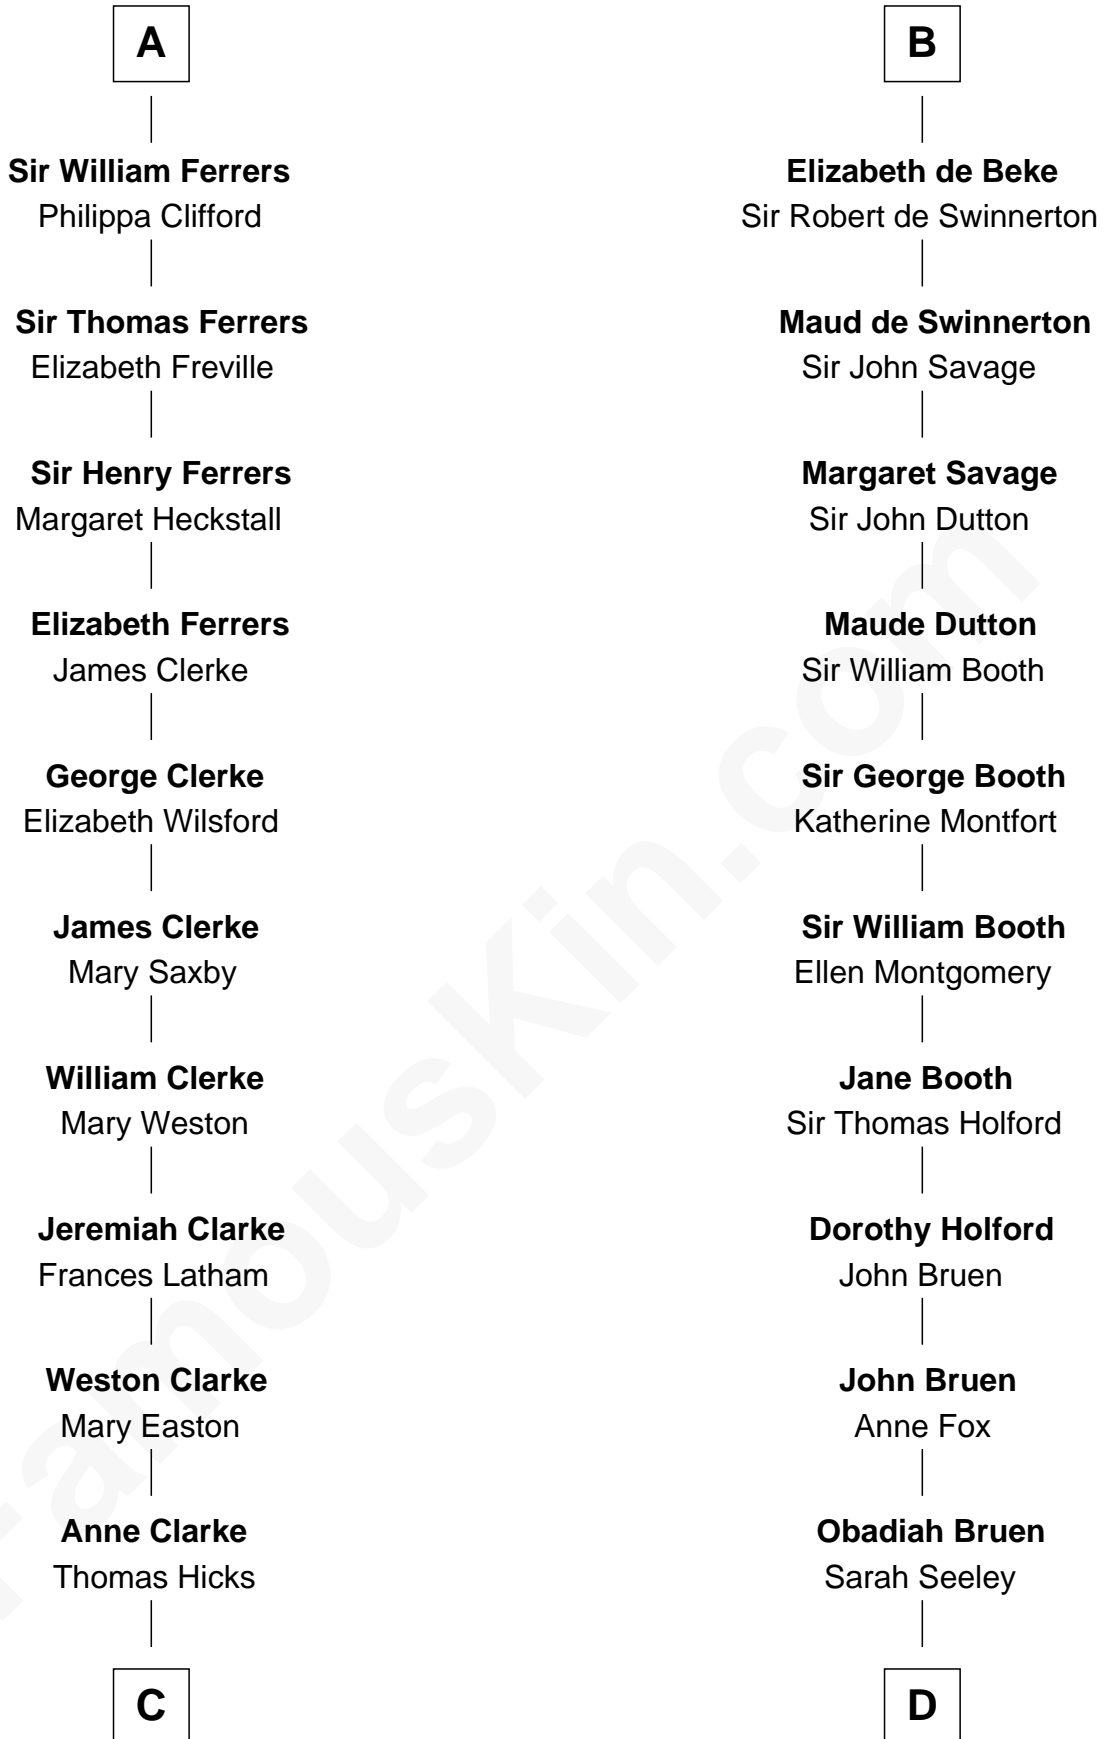 A
Sir William Ferrers
Philippa Clifford
Sir Thomas Ferrers
Elizabeth Freville
Sir Henry Ferrers
Margaret Heckstall
Elizabeth Ferrers
James Clerke
George Clerke
Elizabeth Wilsford
James Clerke
Mary Saxby
William Clerke
Mary Weston
Jeremiah Clarke
Frances Latham
Weston Clarke
Mary Easton
Anne Clarke
Thomas Hicks
C
B
Elizabeth de Beke
Sir Robert de Swinnerton
Maud de Swinnerton
Sir John Savage
Margaret Savage
Sir John Dutton
Maude Dutton
Sir William Booth
Sir George Booth
Katherine Montfort
Sir William Booth
Ellen Montgomery
Jane Booth
Sir Thomas Holford
Dorothy Holford
John Bruen
John Bruen
Anne Fox
Obadiah Bruen
Sarah Seeley
D
FamousKin.com